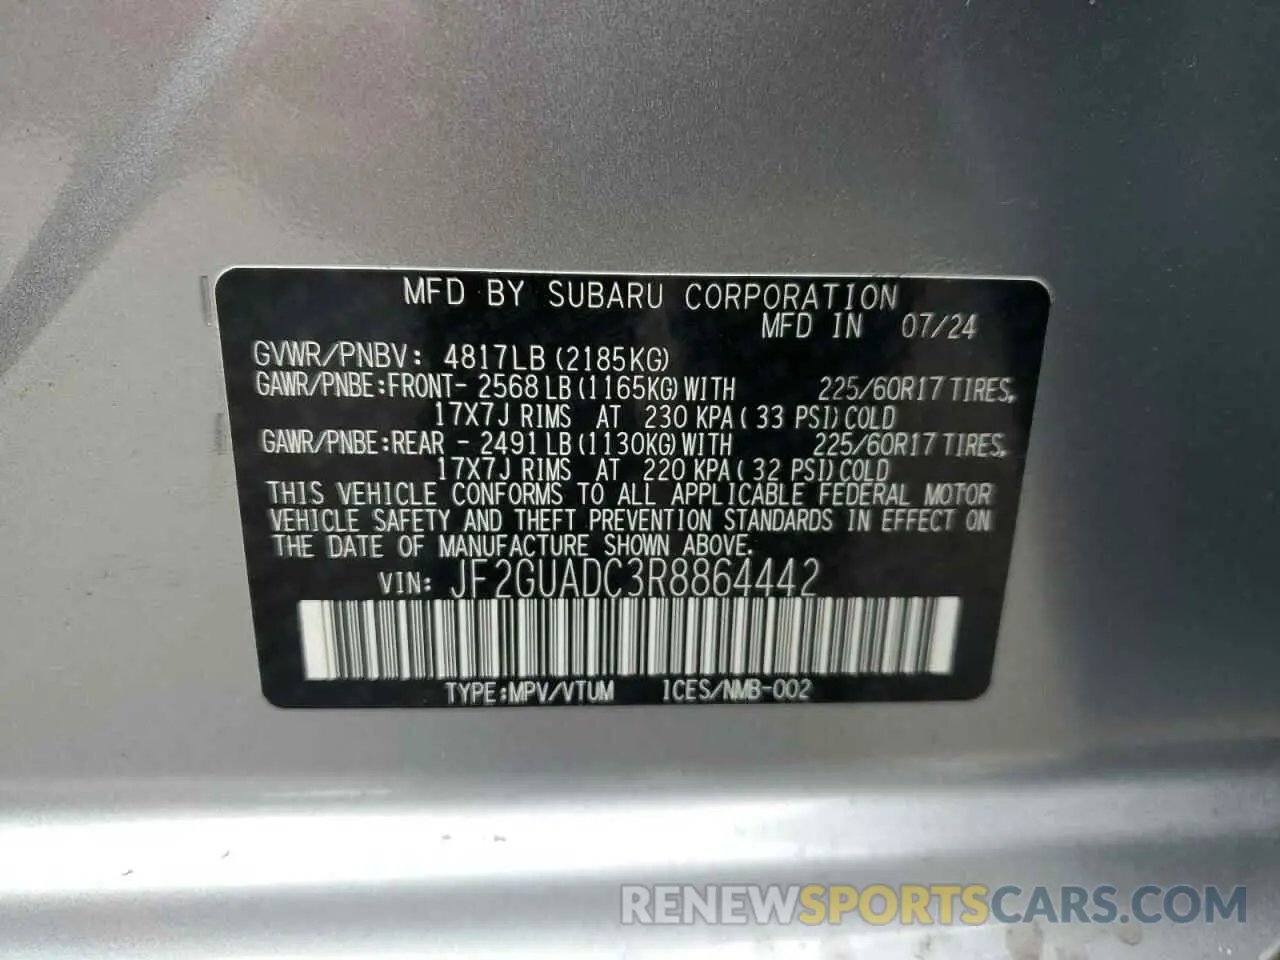 MFD BY SUBARU CORPORATION
MFD IN 07/24
GVWR/PNBV: 4817LB (2185KG)
GAWR/PNBE:FRONT- 2568LB (1165KG) WITH 225/60R17 TIRES,
17X7J RIMS AT 230 KPA( 33 PSI) COLD
GAWR/PNBE:REAR - 2491LB (1130KG) WITH 225/60R17 TIRES,
17X7J RIMS AT 220 KPA( 32 PSI) COLD
THIS VEHICLE CONFORMS TO ALL APPLICABLE FEDERAL MOTOR
VEHICLE SAFETY AND THEFT PREVENTION STANDARDS IN EFFECT ON
THE DATE OF MANUFACTURE SHOWN ABOVE.
VIN: JF2GUADC3R8864442
TYPE:MPV/VTUM ICES/NMB-002
RENEWSPORTSCARS.COM